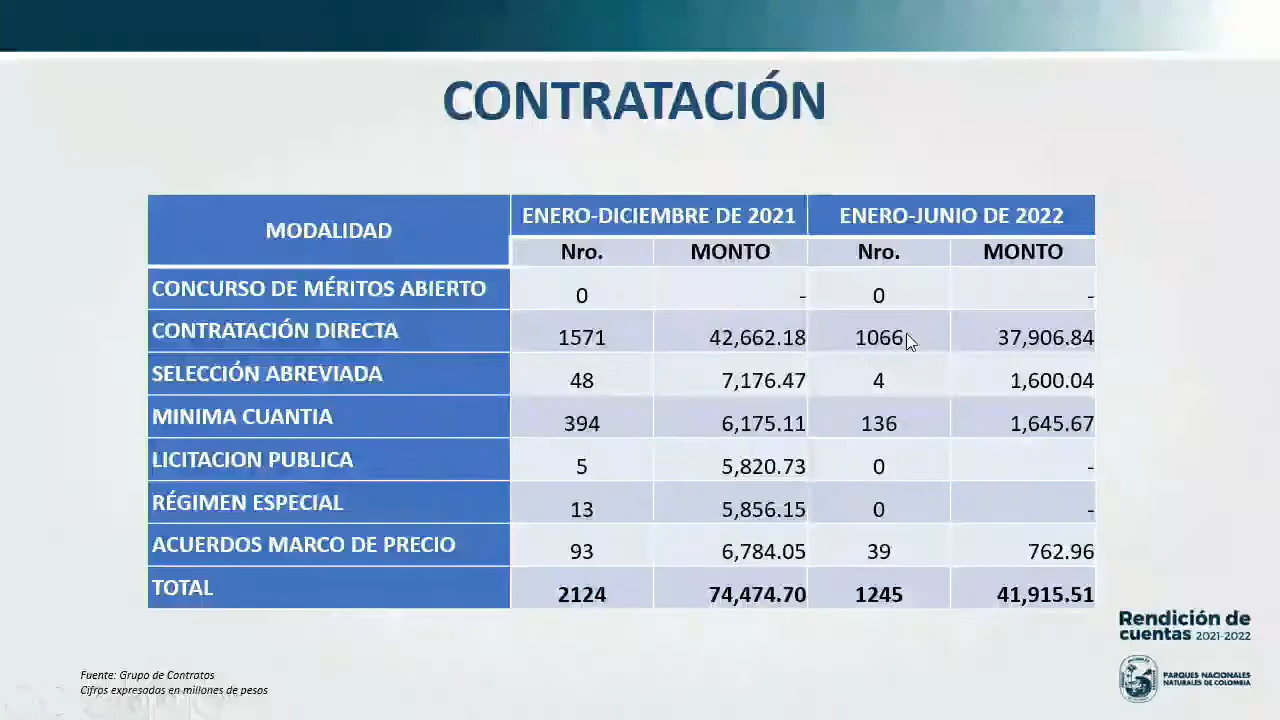 CONTRATACIÓN
MODALIDAD ENERO-DICIEMBRE DE 2021 ENERO-JUNIO DE 2022
Nro. MONTO Nro. MONTO
CONCURSO DE MÉRITOS ABIERTO 0 - 0 -
CONTRATACIÓN DIRECTA 1571 42,662.18 1066 37,906.84
SELECCIÓN ABREVIADA 48 7,176.47 4 1,600.04
MINIMA CUANTIA 394 6,175.11 136 1,645.67
LICITACION PUBLICA 5 5,820.73 0 -
RÉGIMEN ESPECIAL 13 5,856.15 0 -
ACUERDOS MARCO DE PRECIO 93 6,784.05 39 762.96
TOTAL 2124 74,474.70 1245 41,915.51
Rendición de
cuentas 2021-2022
PARQUES NACIONALES
NATURALES DE COLOMBIA
Fuente: Grupo de Contratos
Cifras expresadas en millones de pesos